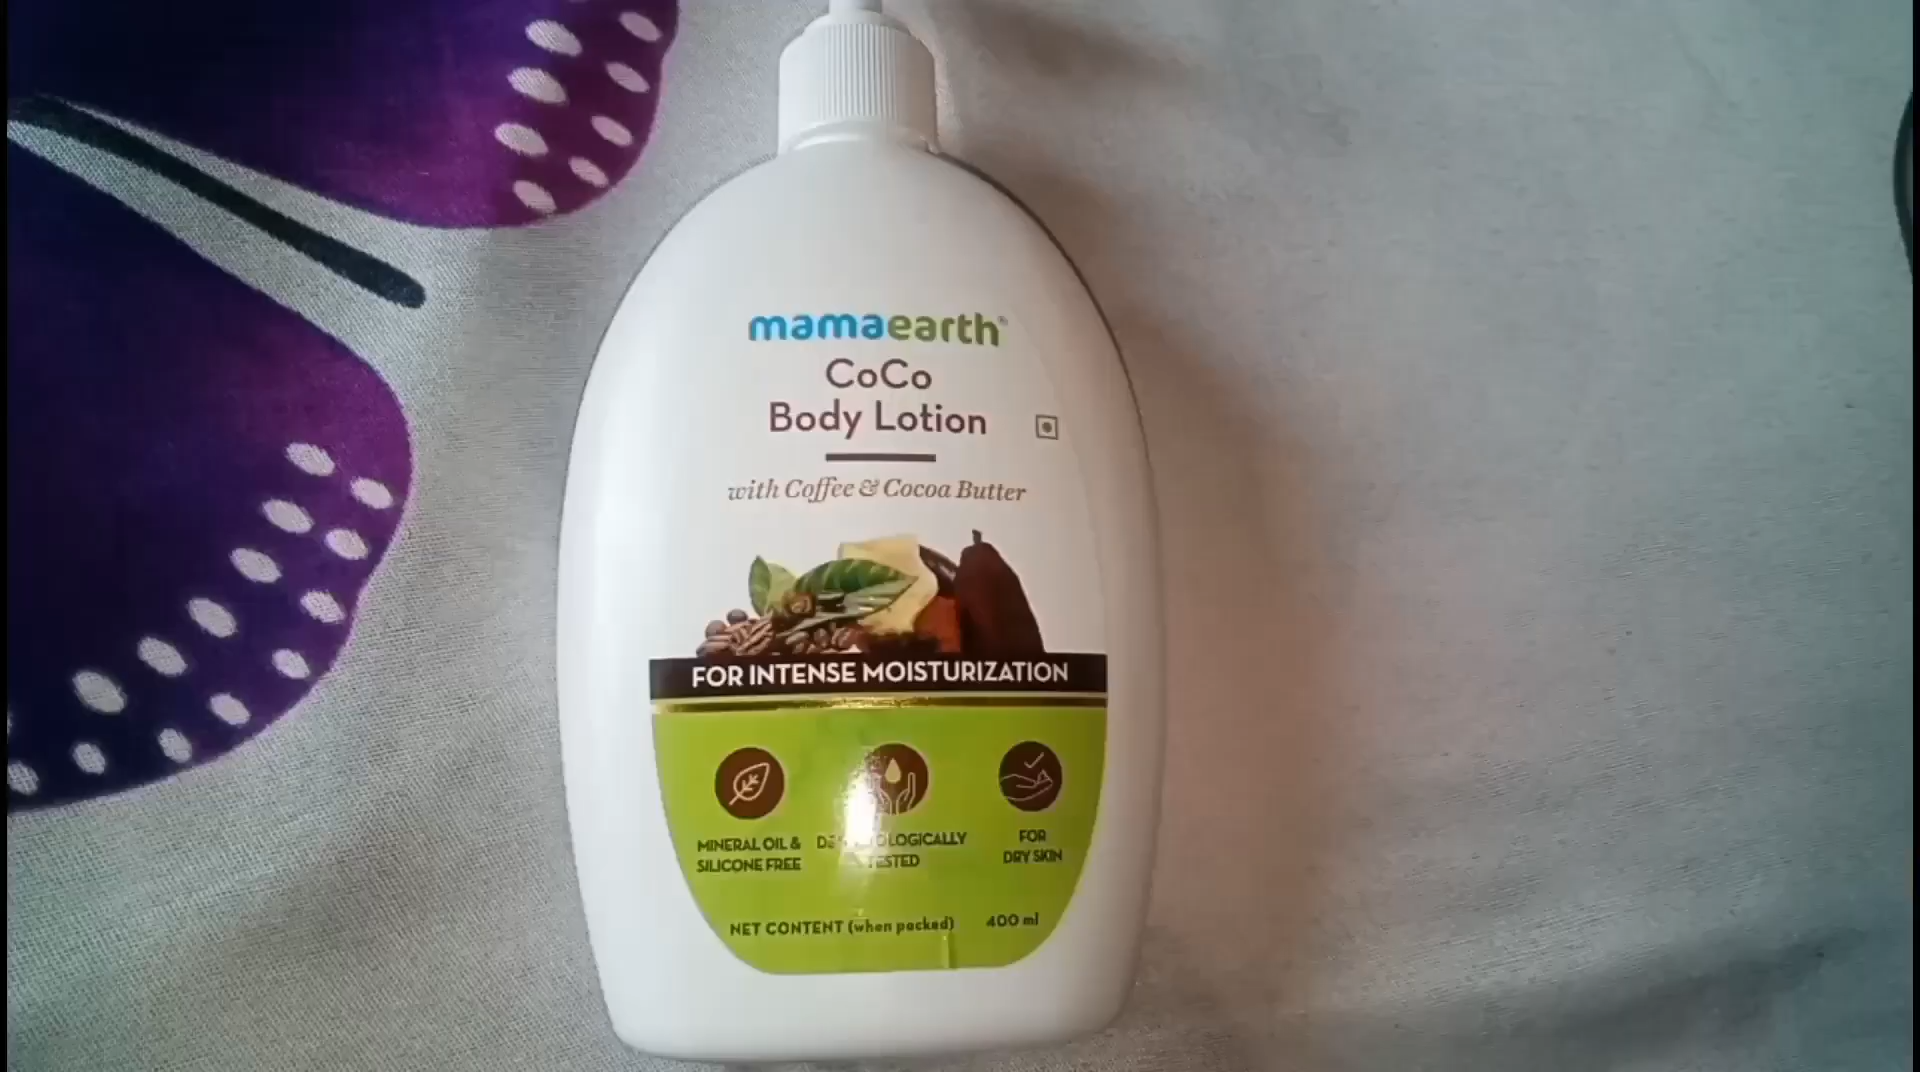 mamaearth®
CoCo
Body Lotion
with Coffee & Cocoa Butter
FOR INTENSE MOISTURIZATION
MINERAL OIL &
SILICONE FREE
TESTED
FOR
DRY SKIN
NET CONTENT (when packed) 400 ml